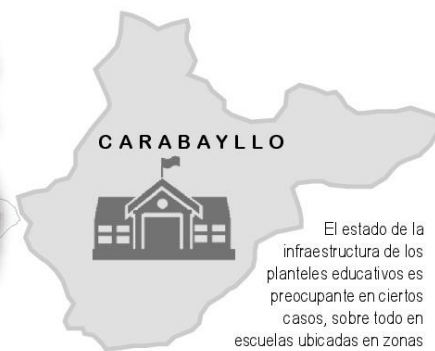 CARABAYLLO
El estado de la
infraestructura de los
planteles educativos es
preocupante en ciertos
casos, sobre todo en
escuelas ubicadas en zonas